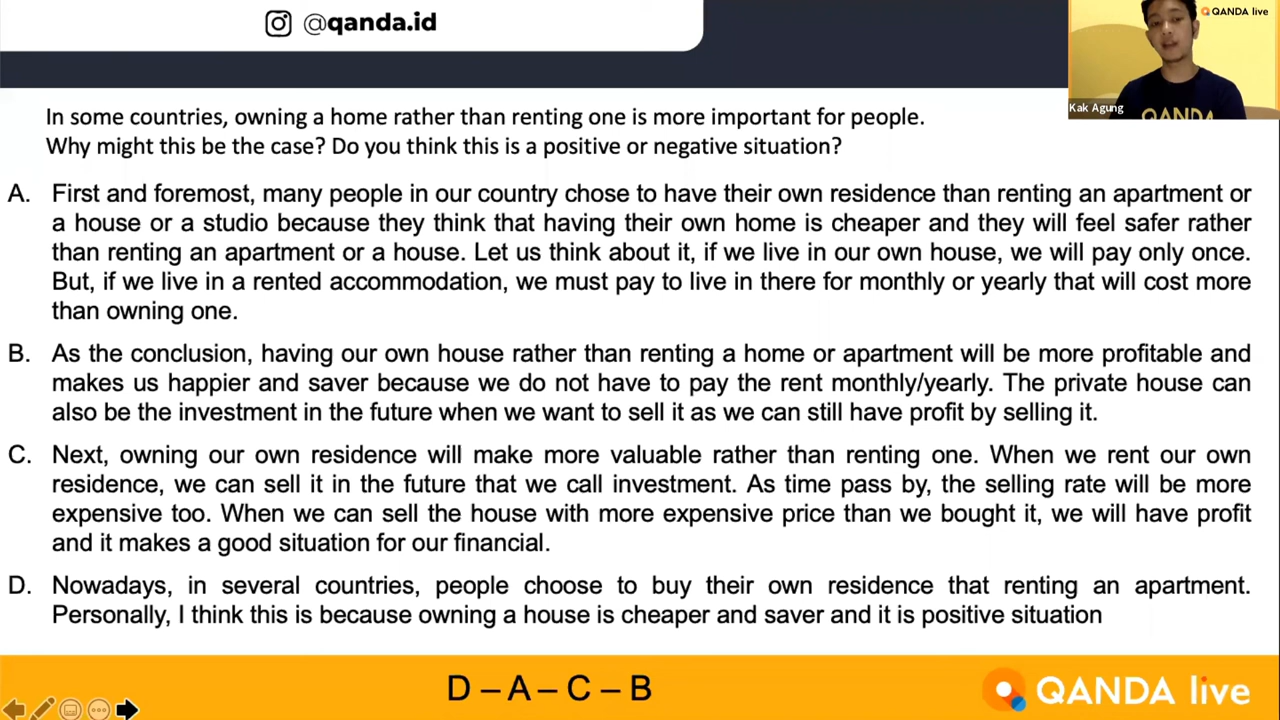 @qanda.id
QANDA live
Kak Agung
QANDA
In some countries, owning a home rather than renting one is more important for people.
Why might this be the case? Do you think this is a positive or negative situation?
A. First and foremost, many people in our country chose to have their own residence than renting an apartment or
a house or a studio because they think that having their own home is cheaper and they will feel safer rather
than renting an apartment or a house. Let us think about it, if we live in our own house, we will pay only once.
But, if we live in a rented accommodation, we must pay to live in there for monthly or yearly that will cost more
than owning one.
B. As the conclusion, having our own house rather than renting a home or apartment will be more profitable and
makes us happier and saver because we do not have to pay the rent monthly/yearly. The private house can
also be the investment in the future when we want to sell it as we can still have profit by selling it.
C. Next, owning our own residence will make more valuable rather than renting one. When we rent our own
residence, we can sell it in the future that we call investment. As time pass by, the selling rate will be more
expensive too. When we can sell the house with more expensive price than we bought it, we will have profit
and it makes a good situation for our financial.
D. Nowadays, in several countries, people choose to buy their own residence that renting an apartment.
Personally, I think this is because owning a house is cheaper and saver and it is positive situation
D – A – C – B
QANDA live